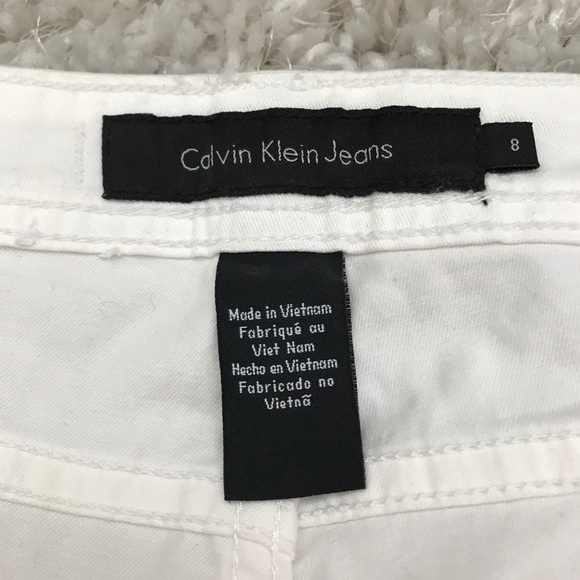 Calvin Klein Jeans
8
Made in Vietnam
Fabriqué au
Viet Nam
Hecho en Vietnam
Fabricado no
Vietnã